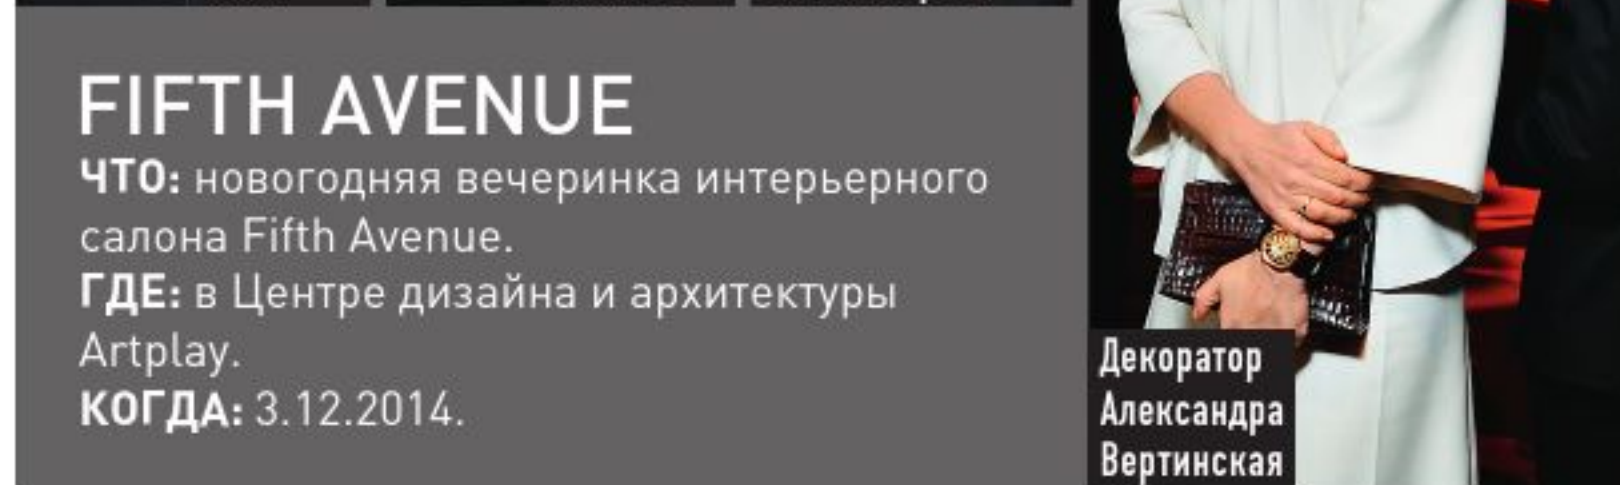 FIFTH AVENUE
ЧТО: новогодняя вечеринка интерьерного
салона Fifth Avenue.
ГДЕ: в Центре дизайна и архитектуры
Artplay.
КОГДА: 3.12.2014.
Декоратор
Александра
Вертинская